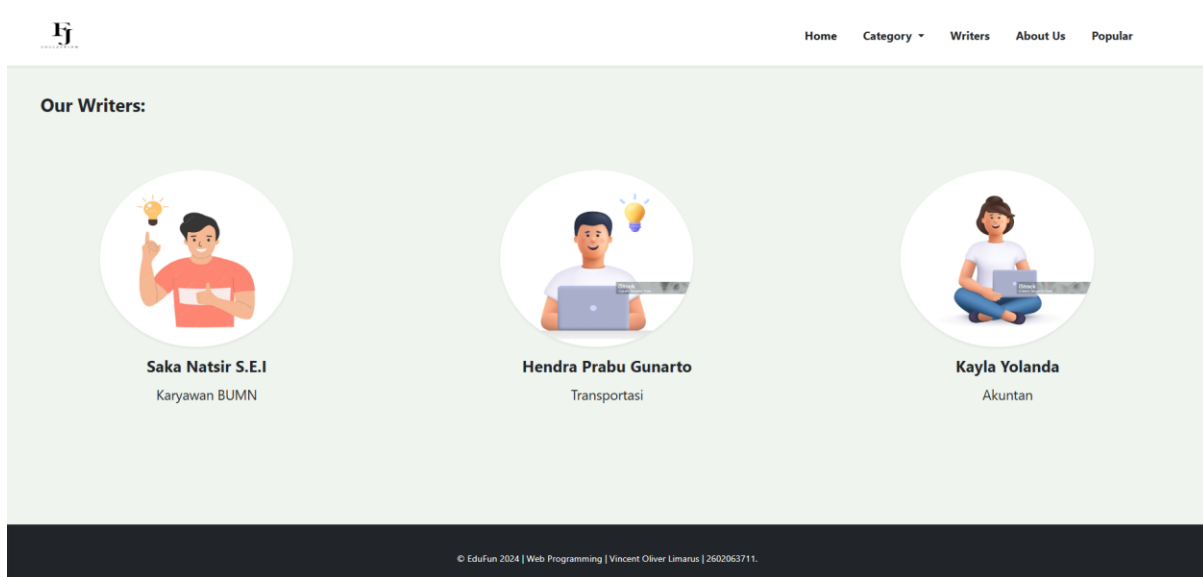 FJ
Home Category Writers About Us Popular
Our Writers:
Saka Natsir S.E.I
Karyawan BUMN
Hendra Prabu Gunarto
Transportasi
Kayla Yolanda
Akuntan
© EduFun 2024 | Web Programming | Vincent Oliver Limarus | 2602063711.